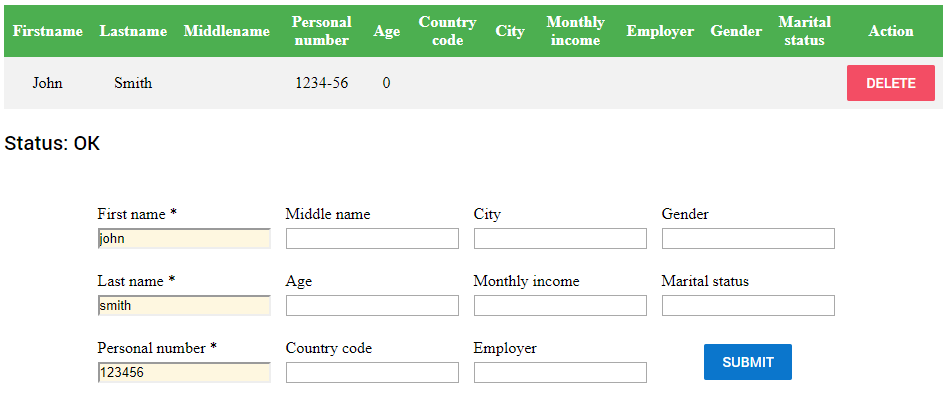 Firstname Lastname Middlename Personal number Age Country code City Monthly income Employer Gender Marital status Action
John Smith 1234-56 0 DELETE
Status: OK
First name * Middle name City Gender
john
Last name * Age Monthly income Marital status
smith
Personal number * Country code Employer
123456 SUBMIT